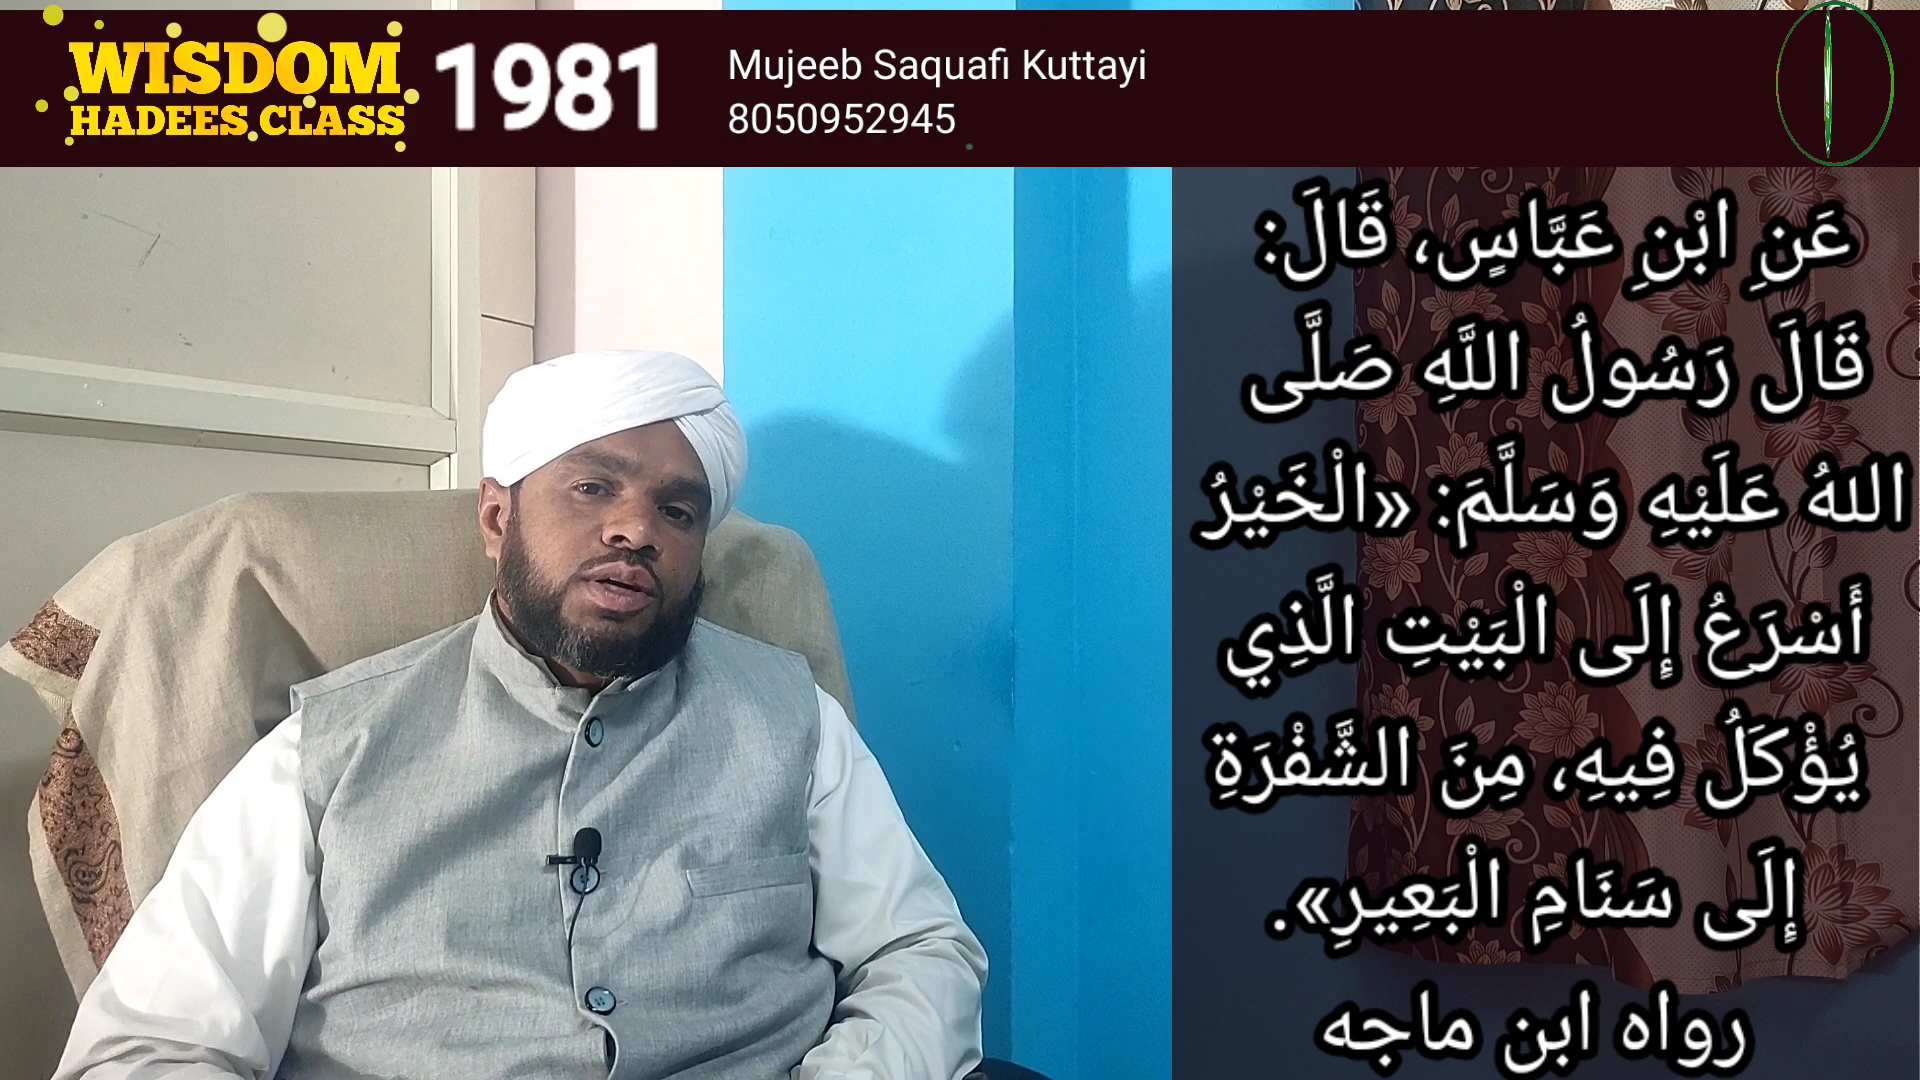 WISDOM
HADEES CLASS
1981
Mujeeb Saquafi Kuttayi
8050952945
عَنِ ابْنِ عَبَّاسٍ، قَالَ:
قَالَ رَسُولُ اللَّهِ صَلَّى
اللهُ عَلَيْهِ وَسَلَّمَ: «الْخَيْرُ
أَسْرَعُ إِلَى الْبَيْتِ الَّذِي
يُؤْكَلُ فِيهِ، مِنَ الشَّفْرَةِ
إِلَى سَنَامِ الْبَعِيرِ».
رواه ابن ماجه